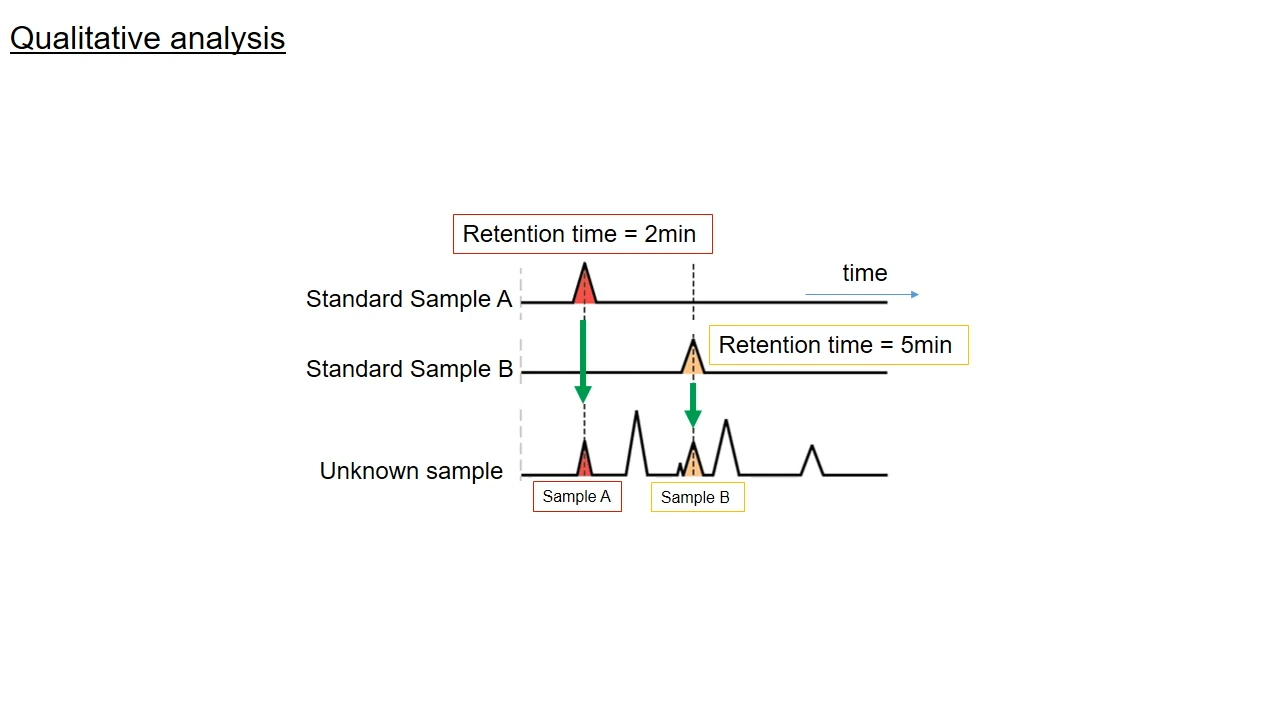 Qualitative analysis
Retention time = 2min
time
Standard Sample A
Retention time = 5min
Standard Sample B
Unknown sample
Sample A
Sample B